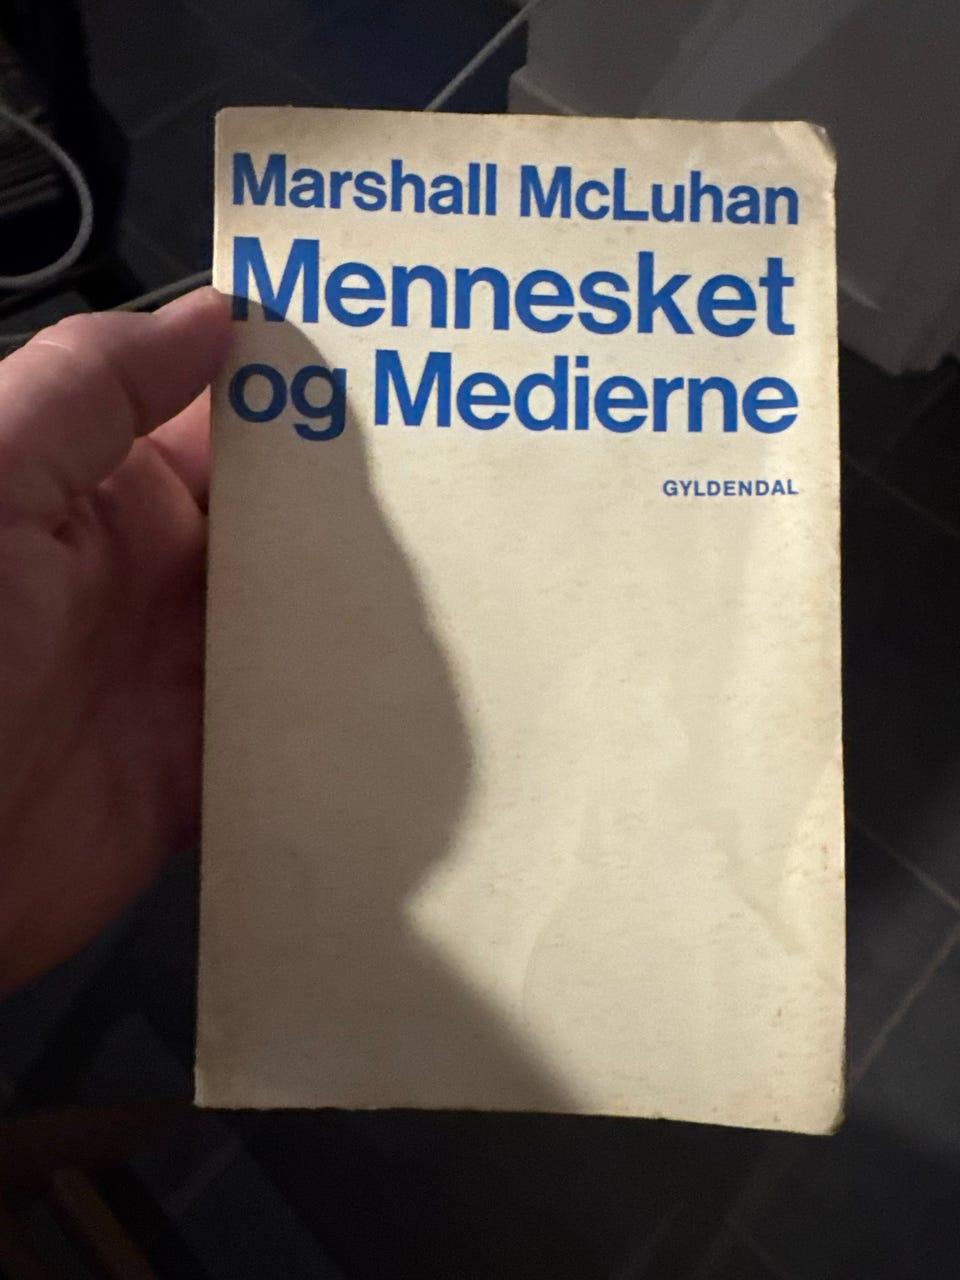 Marshall McLuhan
Mennesket
og Medierne
GYLDENDAL